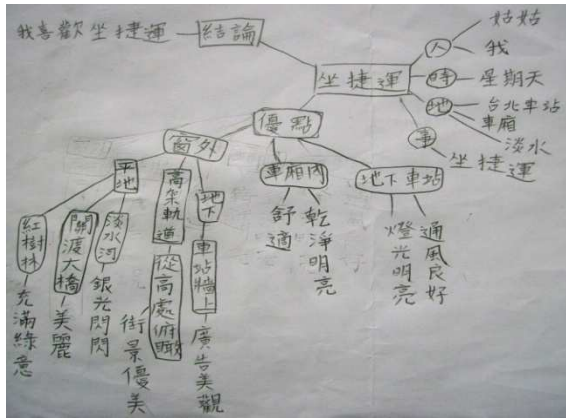 我喜歡坐捷運
結論
坐捷運
人
姑姑
我
時
星期天
地
台北車站
車廂
淡水
事
坐捷運
優點
窗外
平地
紅樹林
充滿綠意
關渡大橋
美麗
淡水河
銀光閃閃
高架軌道
從高處俯瞰
街景優美
地下
車站牆上
廣告美觀
車廂內
舒適
乾淨明亮
地下車站
燈光明亮
通風良好